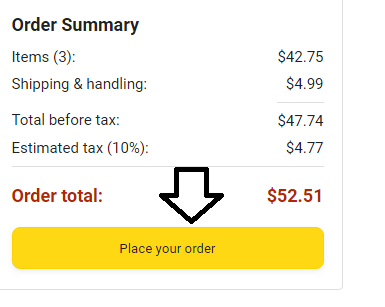 Order Summary
Items (3): $42.75
Shipping & handling: $4.99
Total before tax: $47.74
Estimated tax (10%): $4.77
Order total: $52.51
Place your order